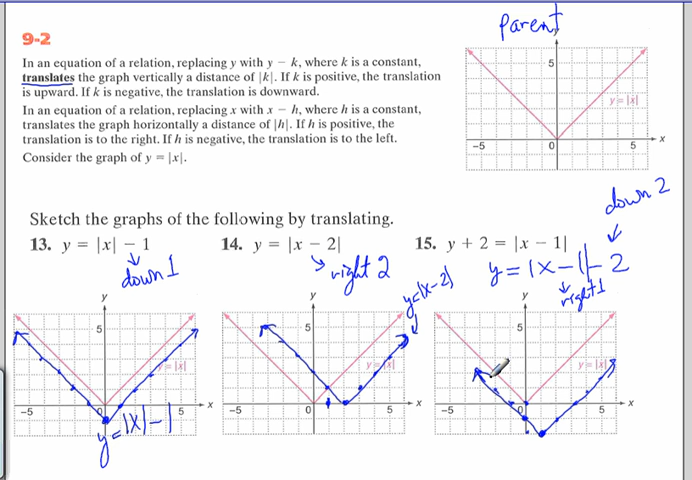 Parent
9-2
In an equation of a relation, replacing y with y − k, where k is a constant,
translates the graph vertically a distance of |k|. If k is positive, the translation
is upward. If k is negative, the translation is downward.
In an equation of a relation, replacing x with x − h, where h is a constant,
translates the graph horizontally a distance of |h|. If h is positive, the
translation is to the right. If h is negative, the translation is to the left.
Consider the graph of y = |x|.
5
y = |x|
−5 0 5 x
Sketch the graphs of the following by translating.
down 2
13. y = |x| − 1 14. y = |x − 2| 15. y + 2 = |x − 1|
down 1 right 2 y = |x − 1| − 2
right 1
y = |x − 2|
y y y
5 5 5
y = |x| y = |x| y = |x|
−5 0 5 x −5 0 5 x −5 0 5 x
y = |x| − 1